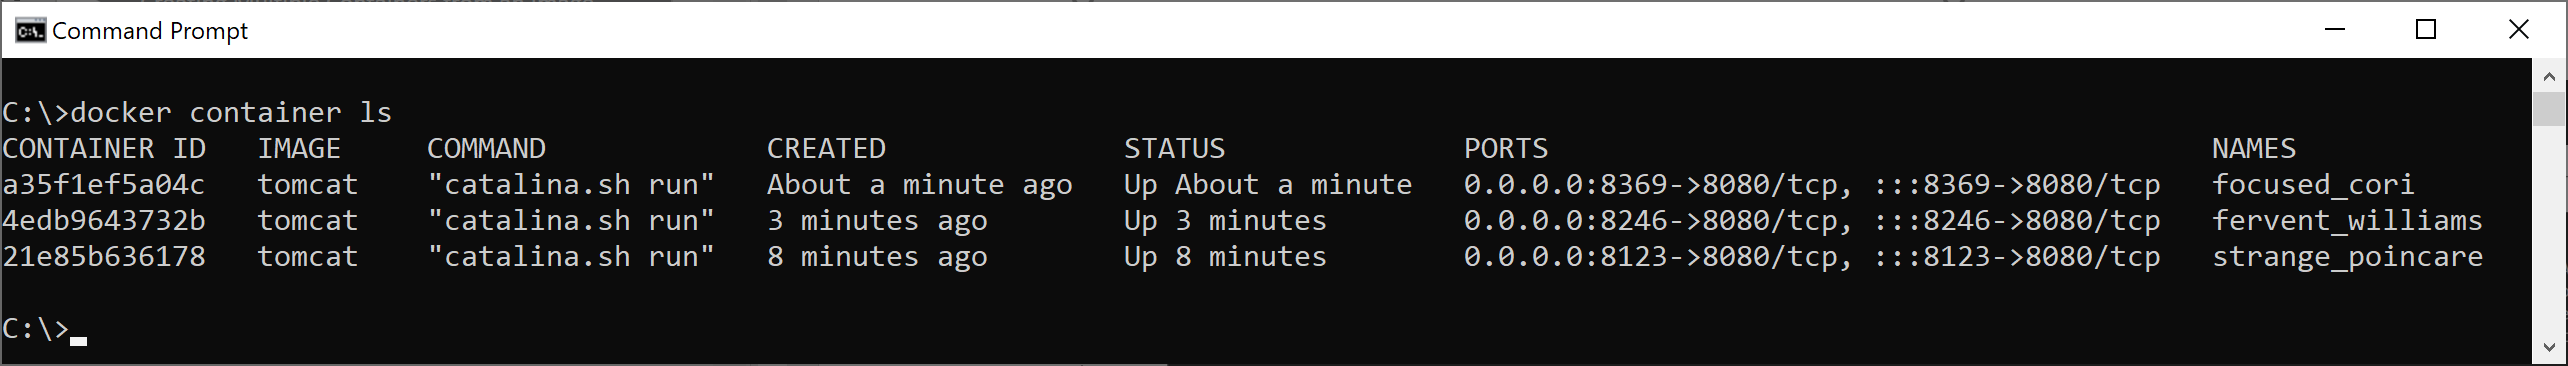 Command Prompt
C:\>docker container ls
CONTAINER ID   IMAGE     COMMAND             CREATED              STATUS              PORTS                                       NAMES
a35f1ef5a04c   tomcat    "catalina.sh run"   About a minute ago   Up About a minute   0.0.0.0:8369->8080/tcp, :::8369->8080/tcp   focused_cori
4edb9643732b   tomcat    "catalina.sh run"   3 minutes ago        Up 3 minutes        0.0.0.0:8246->8080/tcp, :::8246->8080/tcp   fervent_williams
21e85b636178   tomcat    "catalina.sh run"   8 minutes ago        Up 8 minutes        0.0.0.0:8123->8080/tcp, :::8123->8080/tcp   strange_poincare
C:\>